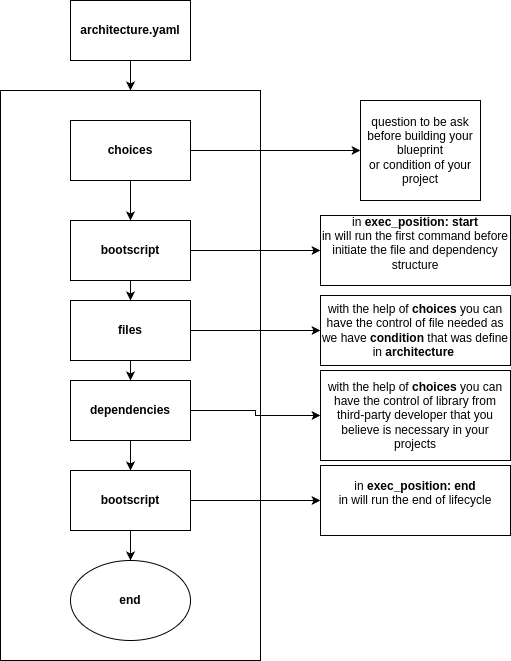 architecture.yaml
choices
question to be ask
before building your
blueprint
or condition of your
project
bootscript
in exec_position: start
in will run the first command before
initiate the file and dependency
structure
files
with the help of choices you can
have the control of file needed as
we have condition that was define
in architecture
dependencies
with the help of choices you can
have the control of library from
third-party developer that you
believe is necessary in your
projects
bootscript
in exec_position: end
in will run the end of lifecycle
end